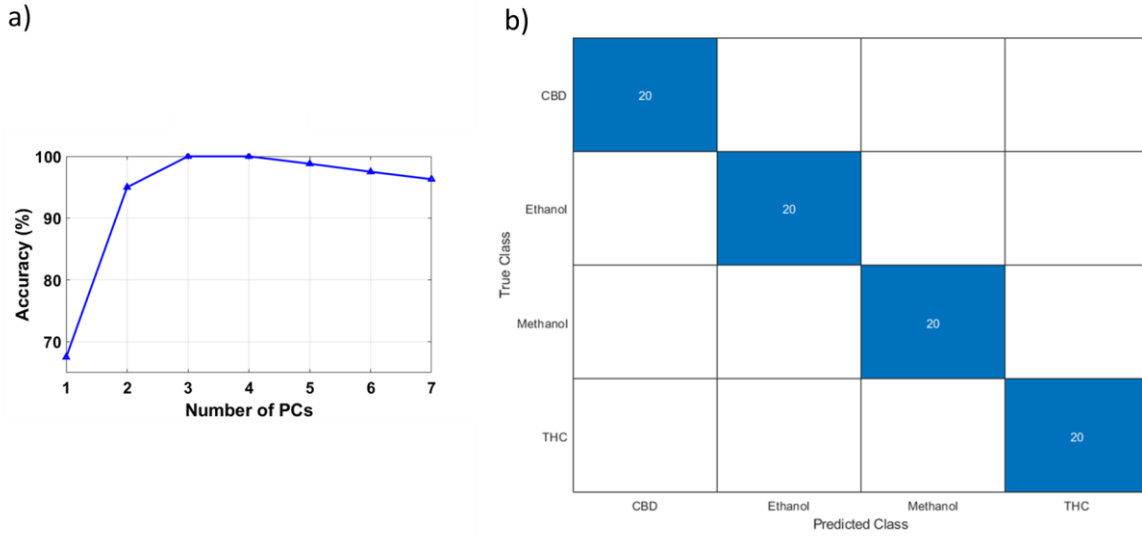 a)
100
90
80
70
Accuracy (%)
1 2 3 4 5 6 7
Number of PCs
b)
True Class
CBD
20
Ethanol
20
Methanol
20
THC
20
CBD Ethanol Methanol THC
Predicted Class